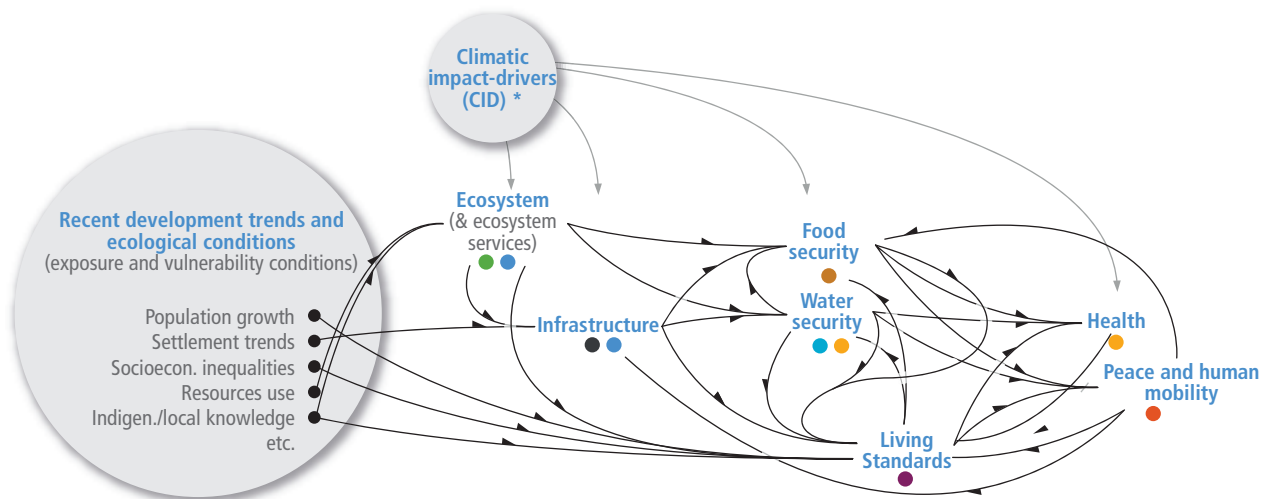 Climatic
impact-drivers
(CID) *
Recent development trends and
ecological conditions
(exposure and vulnerability conditions)
Population growth
Settlement trends
Socioecon. inequalities
Resources use
Indigen./local knowledge
etc.
Ecosystem
(& ecosystem
services)
Infrastructure
Food
security
Water
security
Living
Standards
Health
Peace and human
mobility